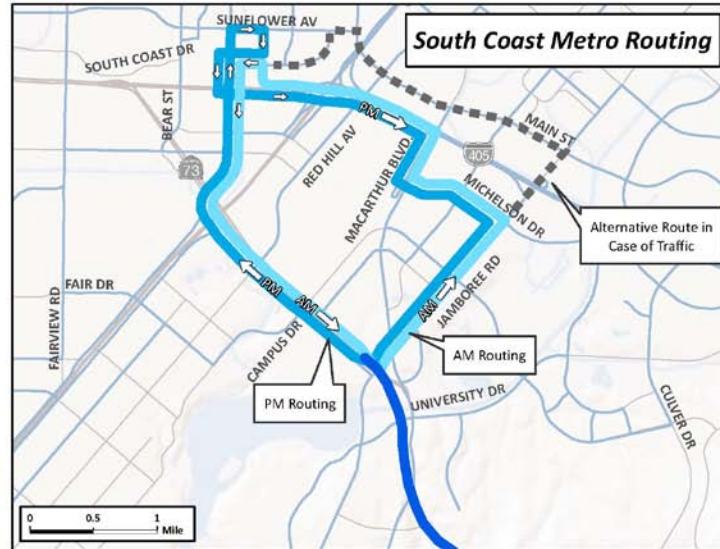 SUNFLOWER AV
South Coast Metro Routing
SOUTH COAST DR
BEAR ST
PM
MAIN ST
RED HILL AV
405
73
MACARTHUR BLVD
MICHELSON DR
Alternative Route in
Case of Traffic
FAIR DR
PM
AM
AM
JAMBOREE RD
FAIRVIEW RD
CAMPUS DR
AM Routing
PM Routing
UNIVERSITY DR
CULVER DR
0 0.5 1
Mile